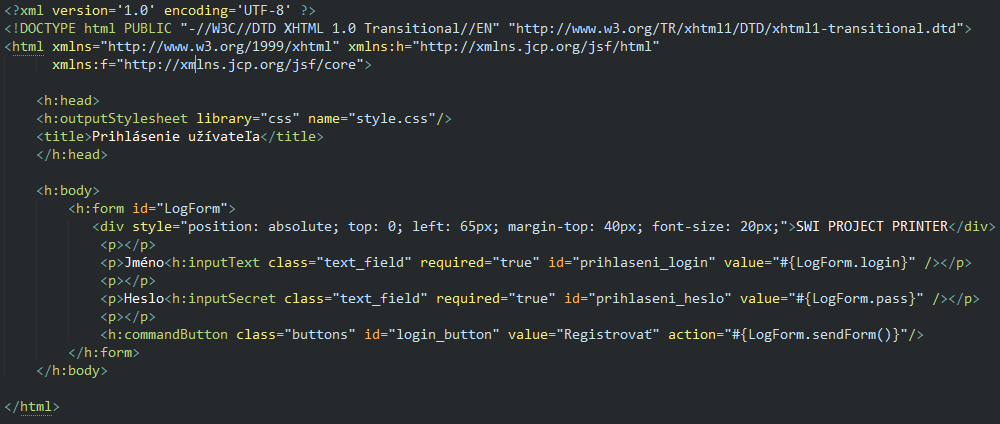 <?xml version='1.0' encoding='UTF-8' ?>
<!DOCTYPE html PUBLIC "-//W3C//DTD XHTML 1.0 Transitional//EN" "http://www.w3.org/TR/xhtml1/DTD/xhtml1-transitional.dtd">
<html xmlns="http://www.w3.org/1999/xhtml" xmlns:h="http://xmlns.jcp.org/jsf/html"
      xmlns:f="http://xmlns.jcp.org/jsf/core">

    <h:head>
    <h:outputStylesheet library="css" name="style.css"/>
    <title>Prihlásenie užívateľa</title>
    </h:head>

    <h:body>
        <h:form id="LogForm">
           <div style="position: absolute; top: 0; left: 65px; margin-top: 40px; font-size: 20px;">SWI PROJECT PRINTER</div>
            <p></p>
            <p>Jméno<h:inputText class="text_field" required="true" id="prihlaseni_login" value="#{LogForm.login}" /></p>
            <p></p>
            <p>Heslo<h:inputSecret class="text_field" required="true" id="prihlaseni_heslo" value="#{LogForm.pass}" /></p>
            <p></p>
            <h:commandButton class="buttons" id="login_button" value="Registrovať" action="#{LogForm.sendForm()}"/>
        </h:form>
    </h:body>

</html>